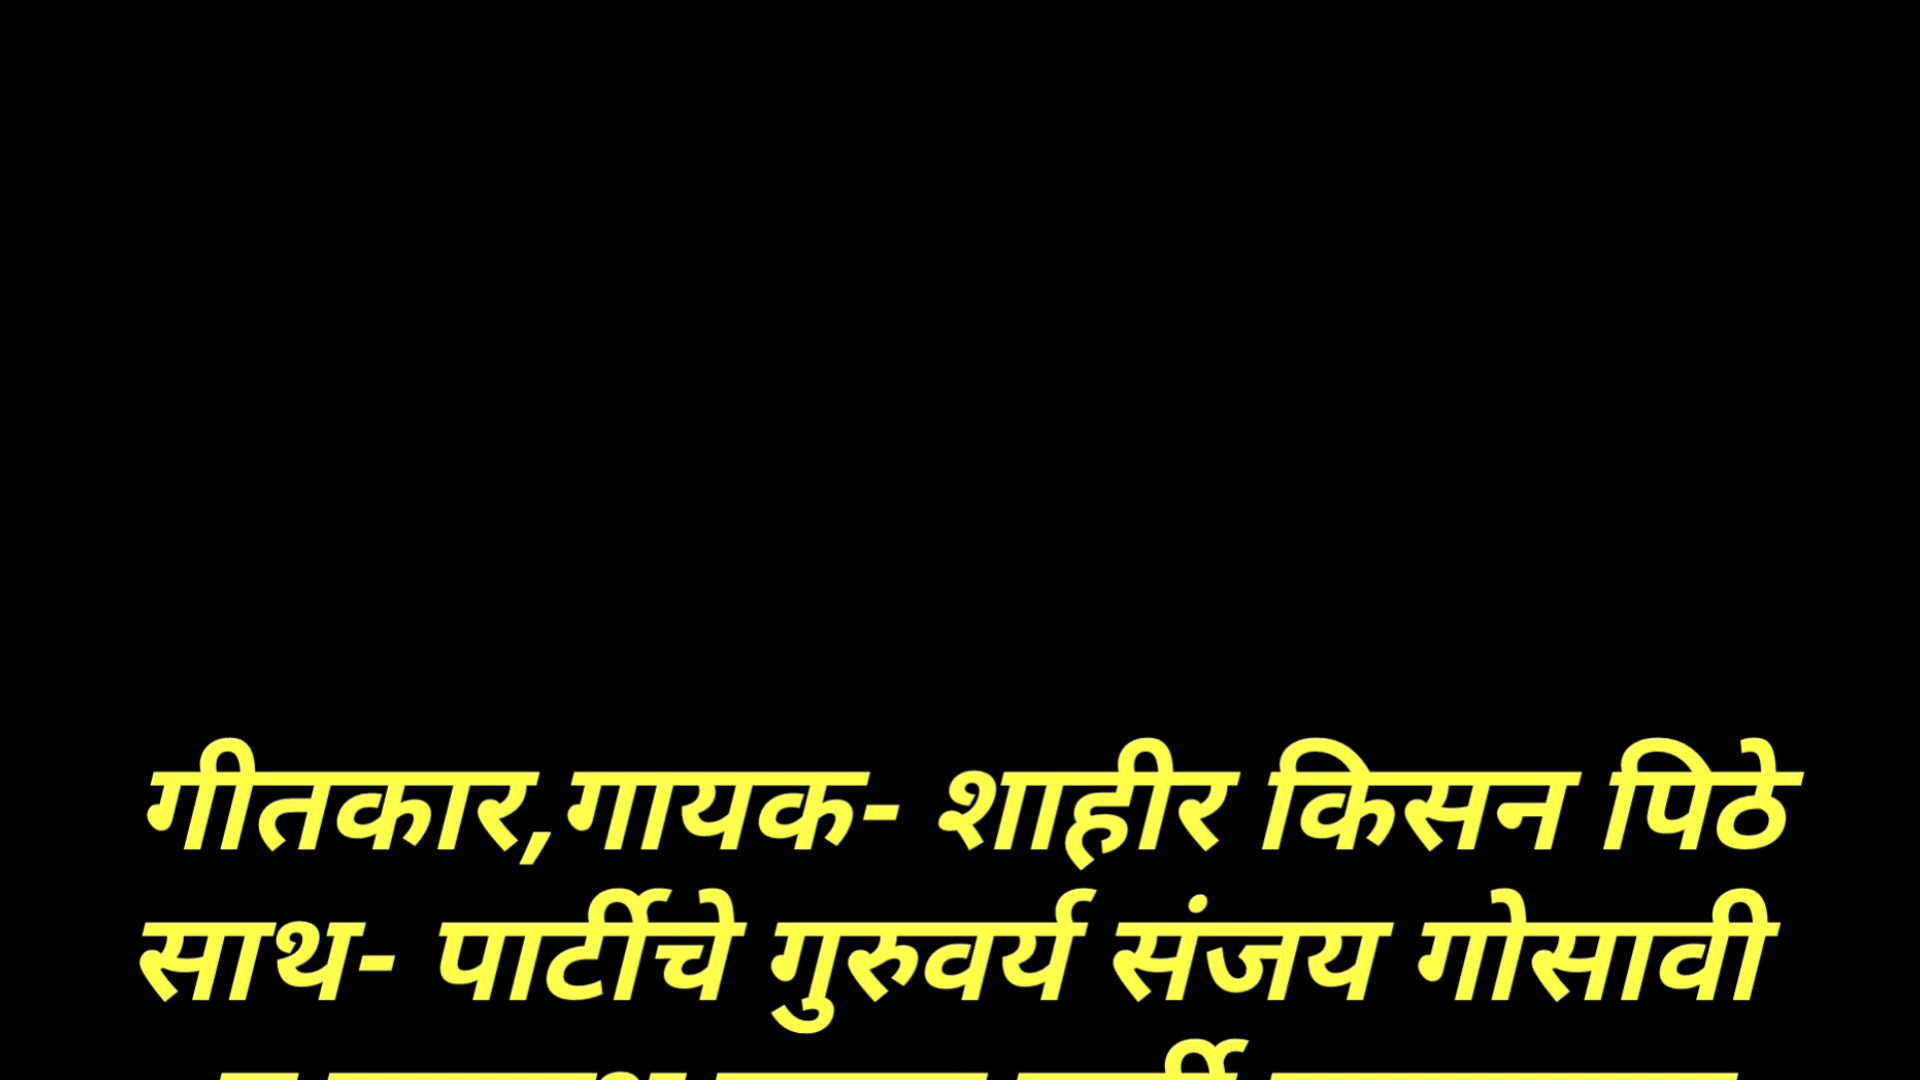 गीतकार,गायक- शाहीर किसन पिठे
साथ- पार्टीचे गुरुवर्य संजय गोसावी